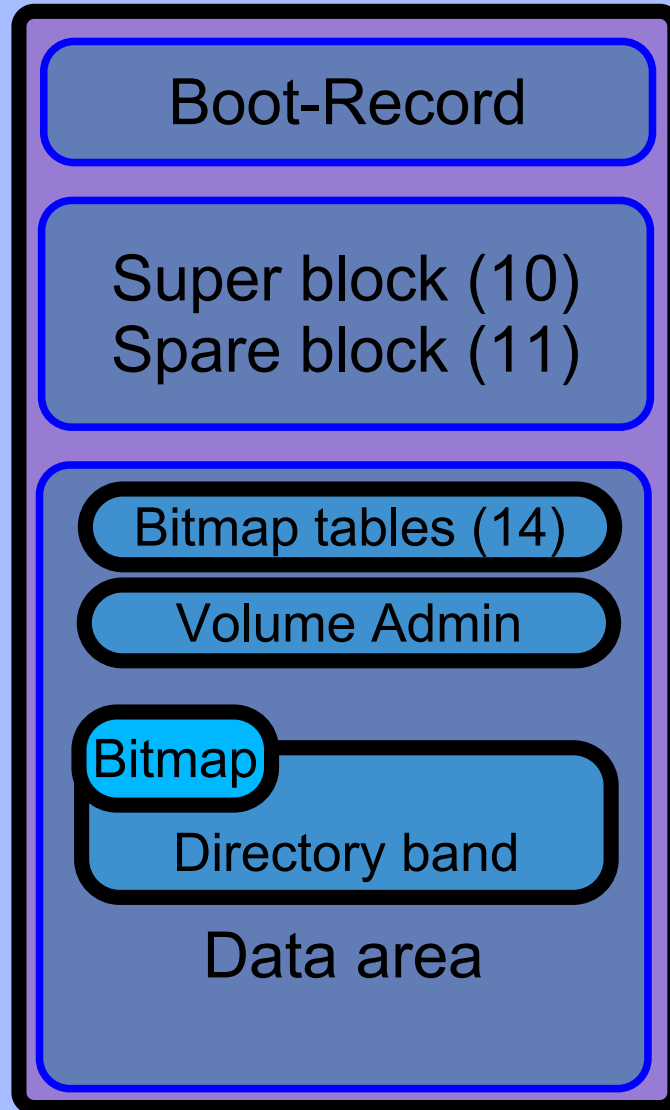 Boot-Record
Super block (10)
Spare block (11)
Bitmap tables (14)
Volume Admin
Bitmap
Directory band
Data area